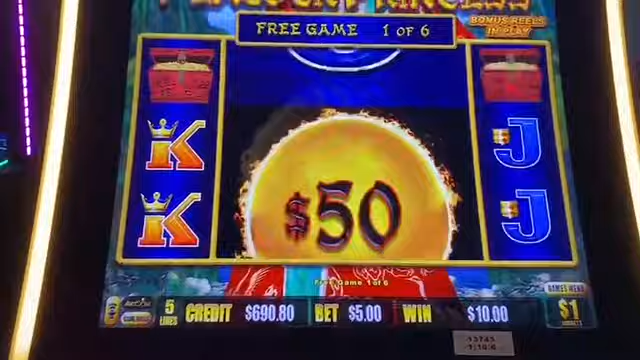 FREE GAME 1 OF 6
BONUS REELS
IN PLAY
K
J
$50
K
J
Free Game 1 of 6
5
LINES
CREDIT $690.80
BET $5.00
WIN $10.00
GAMES MENU
$1